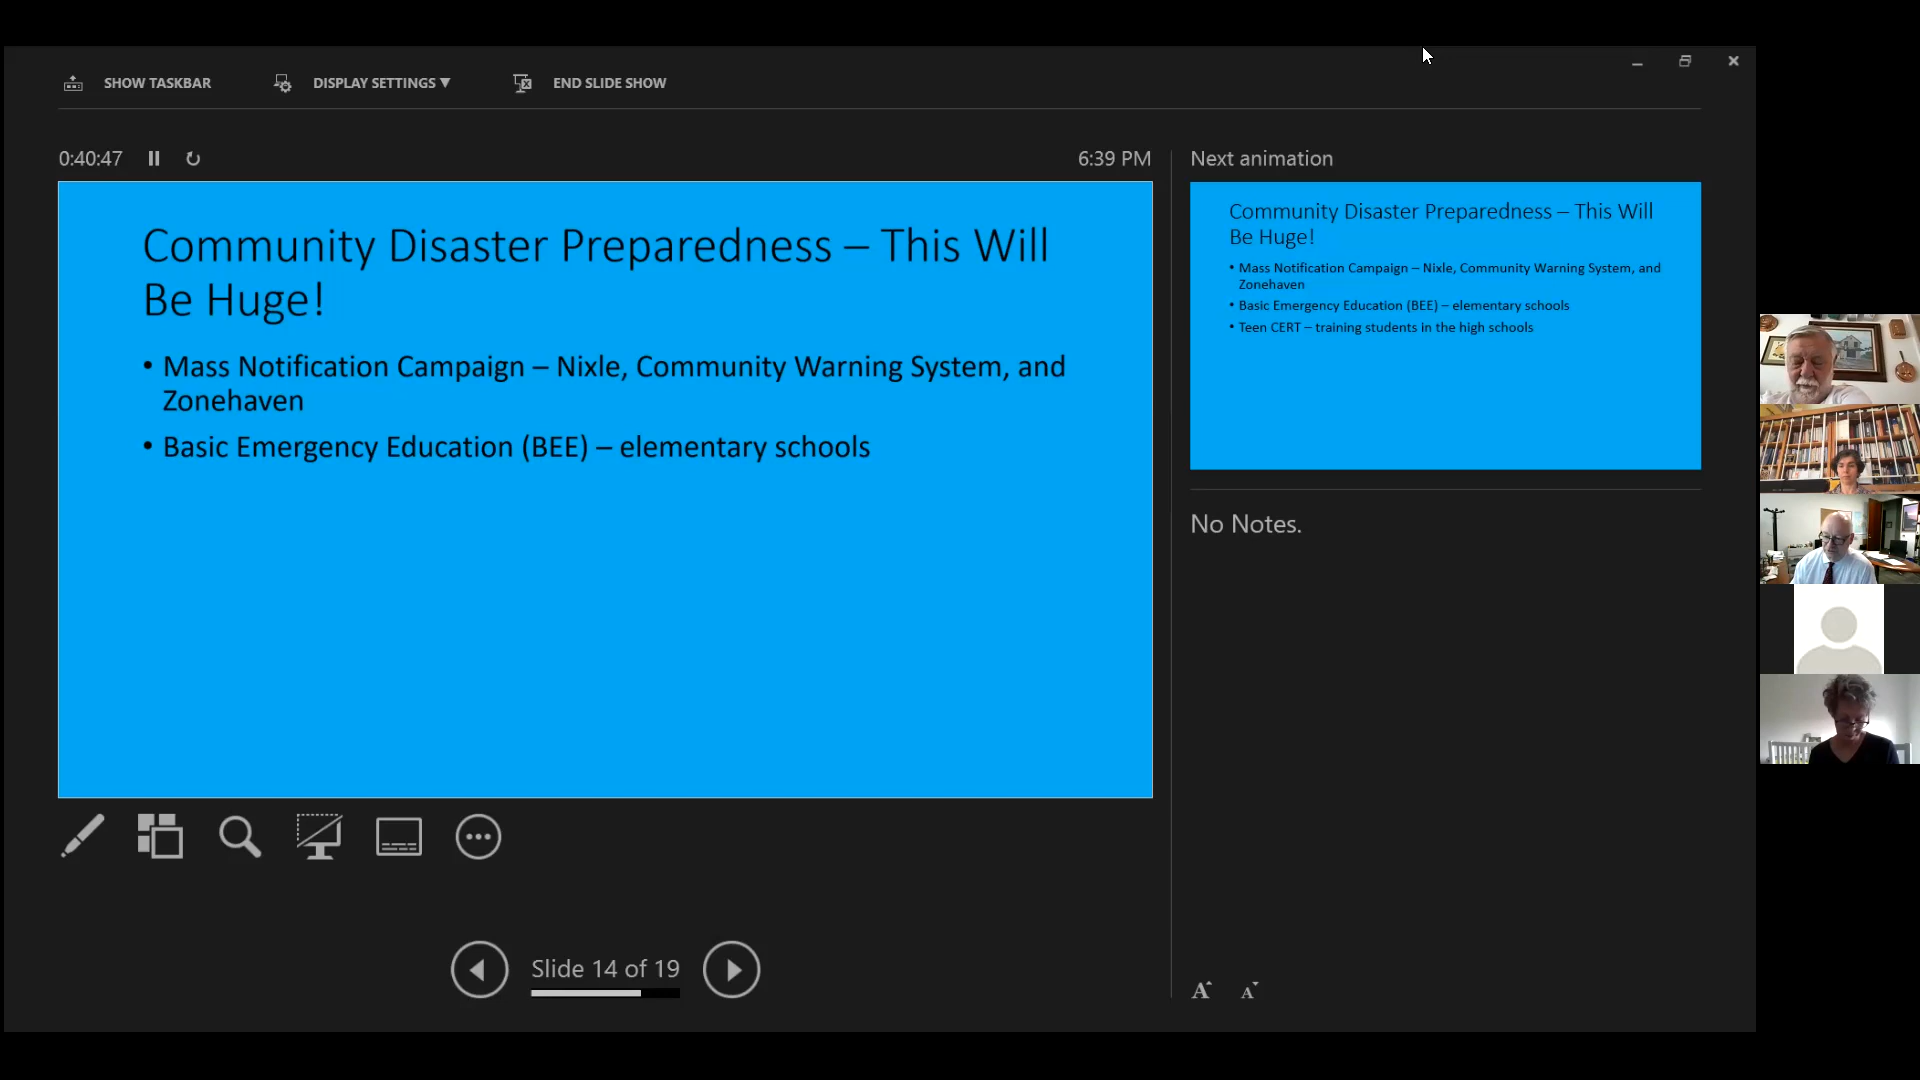 SHOW TASKBAR
DISPLAY SETTINGS ▼
END SLIDE SHOW
0:40:47
6:39 PM
Community Disaster Preparedness – This Will
Be Huge!
• Mass Notification Campaign – Nixle, Community Warning System, and
Zonehaven
• Basic Emergency Education (BEE) – elementary schools
Next animation
Community Disaster Preparedness – This Will
Be Huge!
• Mass Notification Campaign – Nixle, Community Warning System, and
Zonehaven
• Basic Emergency Education (BEE) – elementary schools
• Teen CERT – training students in the high schools
No Notes.
Slide 14 of 19
A
A